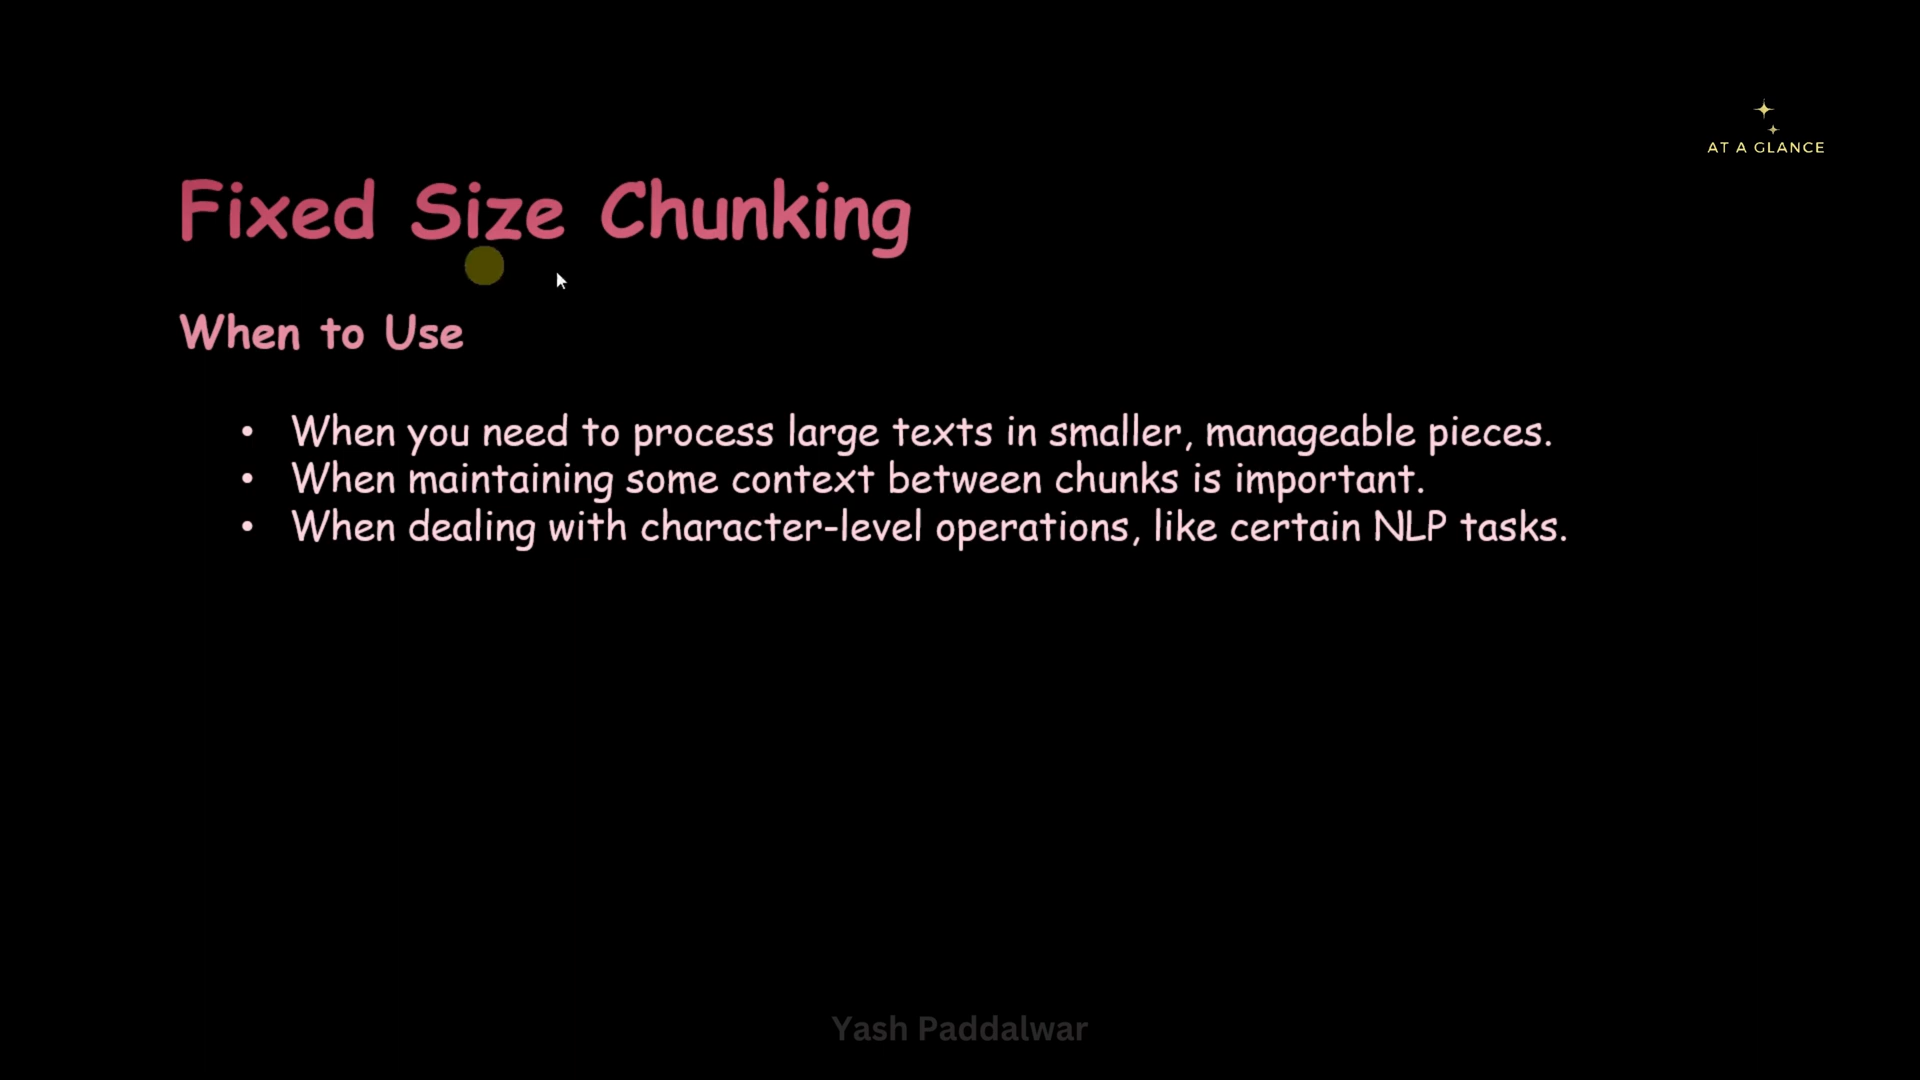 AT A GLANCE
Fixed Size Chunking
When to Use
• When you need to process large texts in smaller, manageable pieces.
• When maintaining some context between chunks is important.
• When dealing with character-level operations, like certain NLP tasks.
Yash Paddalwar